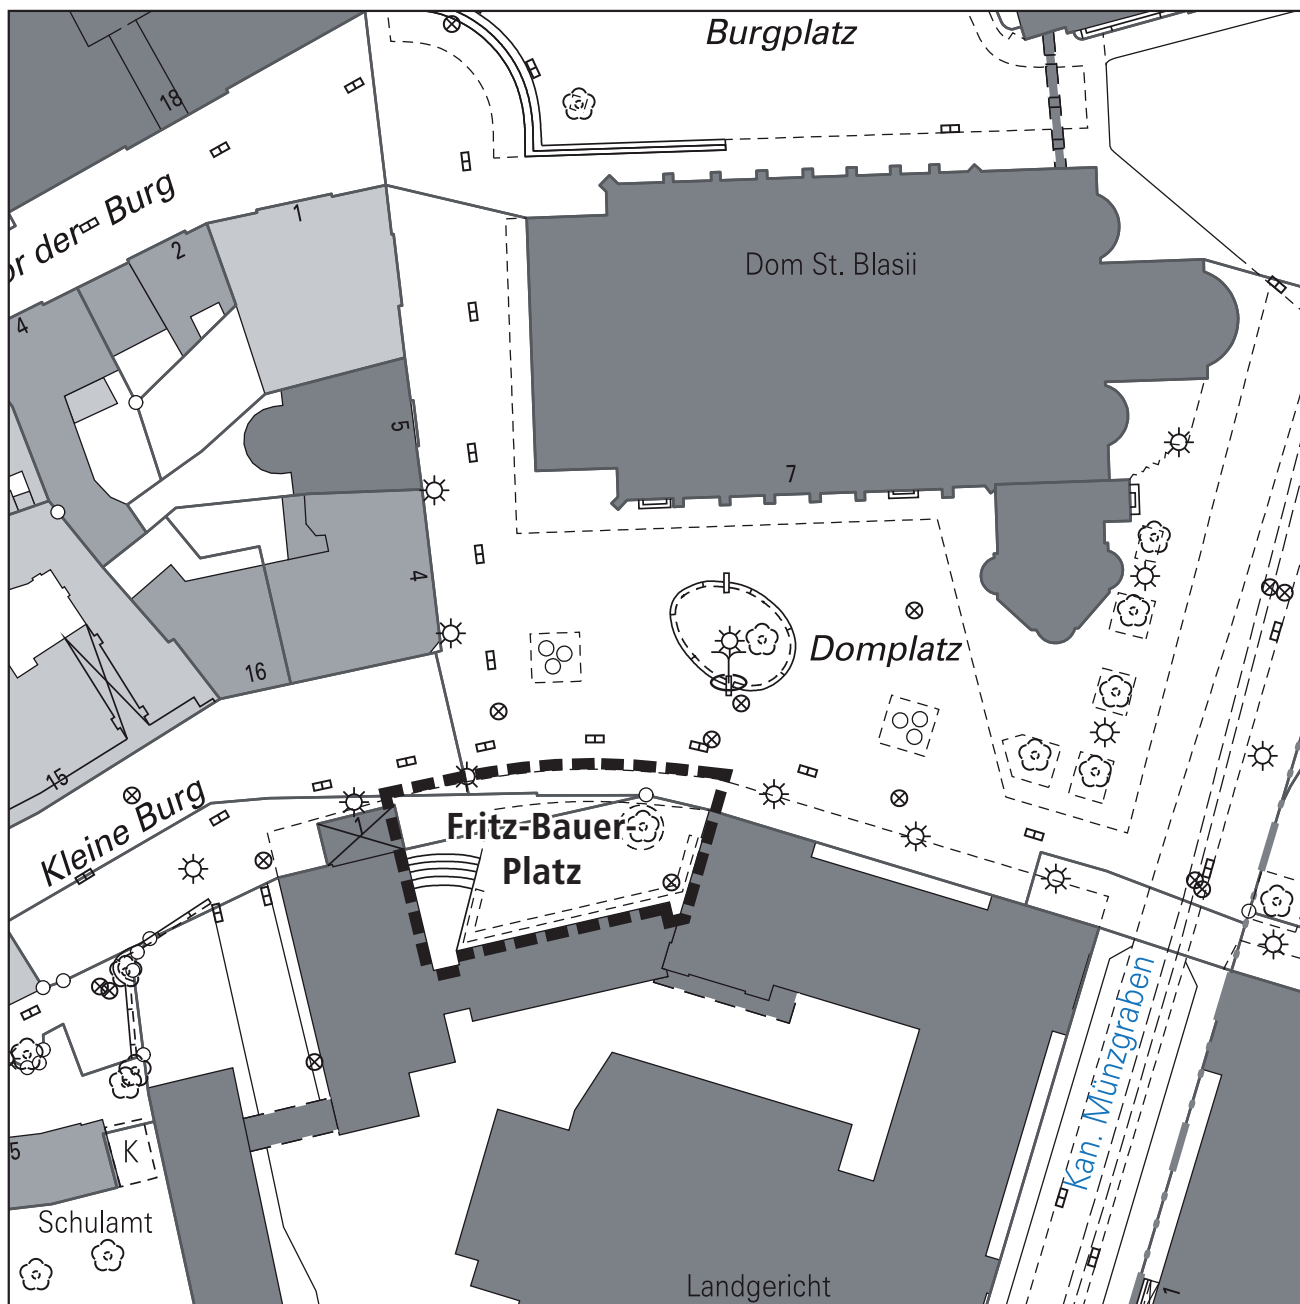 Burgplatz
18
or der Burg
1
2
4
Dom St. Blasii
5
7
4
16
Domplatz
15
Kleine Burg
1
Fritz-Bauer-
Platz
Kan. Münzgraben
5
K
Schulamt
Landgericht
1